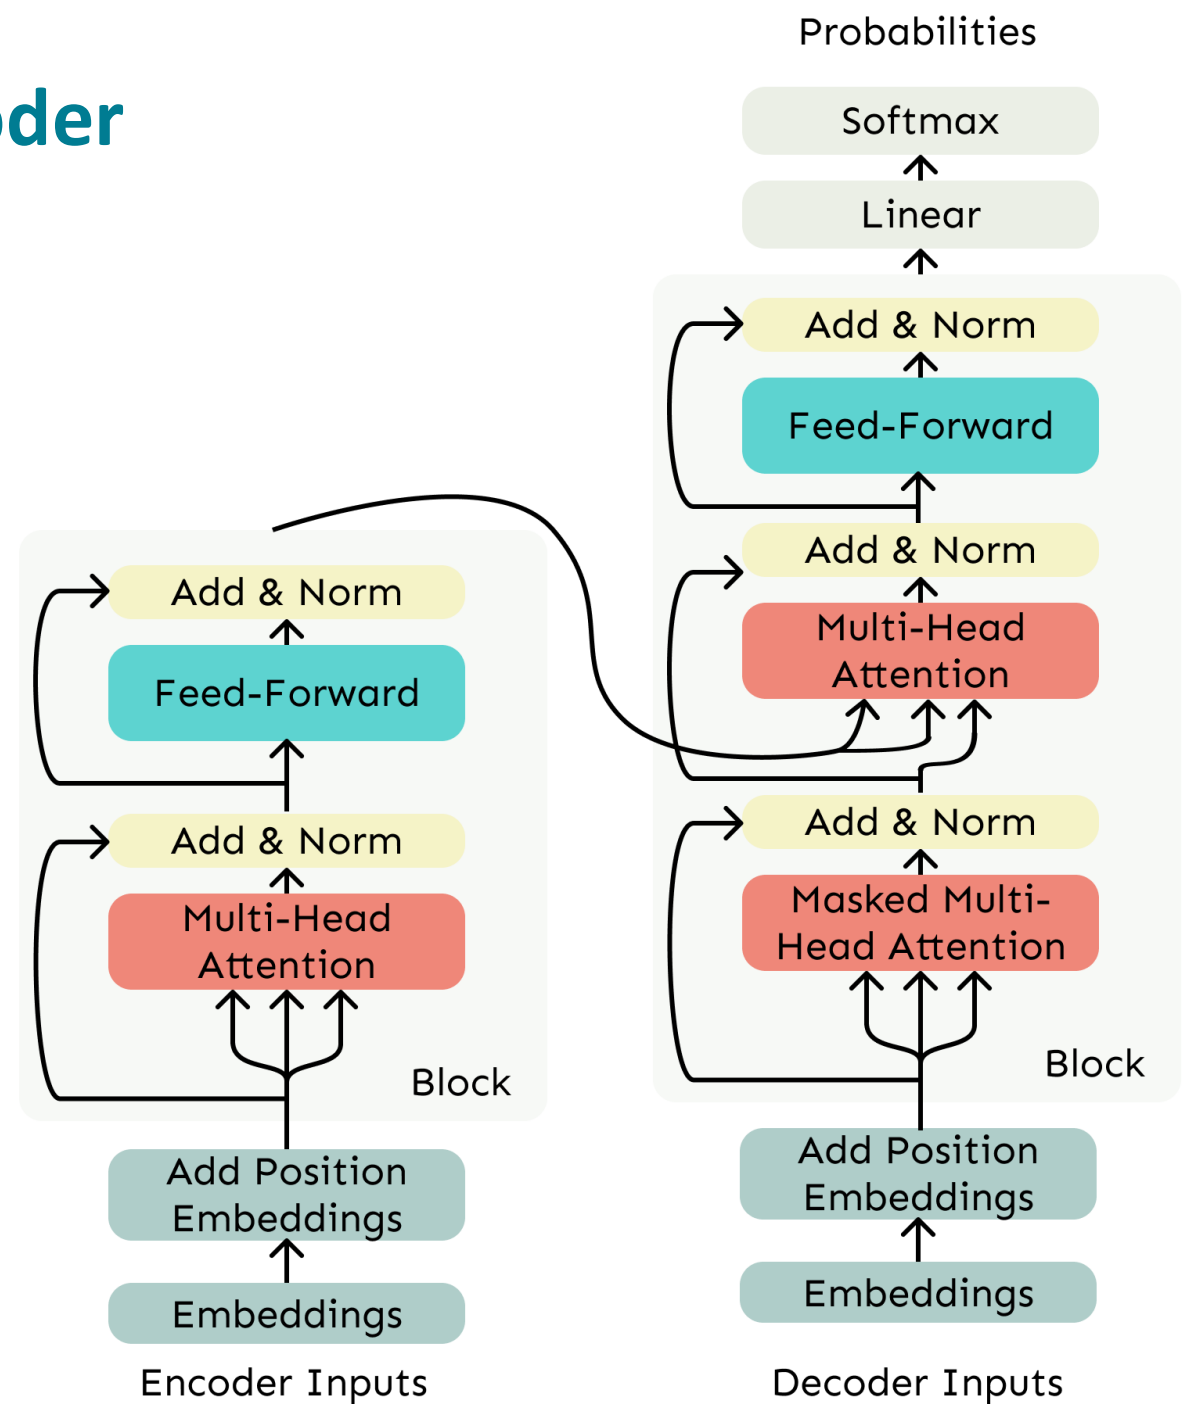 oder
Probabilities
Softmax
Linear
Add & Norm
Feed-Forward
Add & Norm
Multi-Head
Attention
Add & Norm
Masked Multi-
Head Attention
Block
Add Position
Embeddings
Embeddings
Decoder Inputs
Add & Norm
Feed-Forward
Add & Norm
Multi-Head
Attention
Block
Add Position
Embeddings
Embeddings
Encoder Inputs